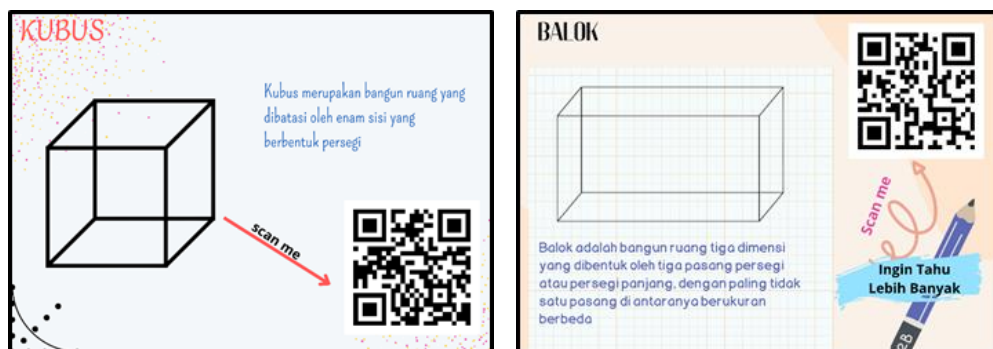 KUBUS
Kubus merupakan bangun ruang yang
dibatasi oleh enam sisi yang
berbentuk persegi
scan me
BALOK
Balok adalah bangun ruang tiga dimensi
yang dibentuk oleh tiga pasang persegi
atau persegi panjang, dengan paling tidak
satu pasang di antaranya berukuran
berbeda
Scan me
Ingin Tahu
Lebih Banyak
2B